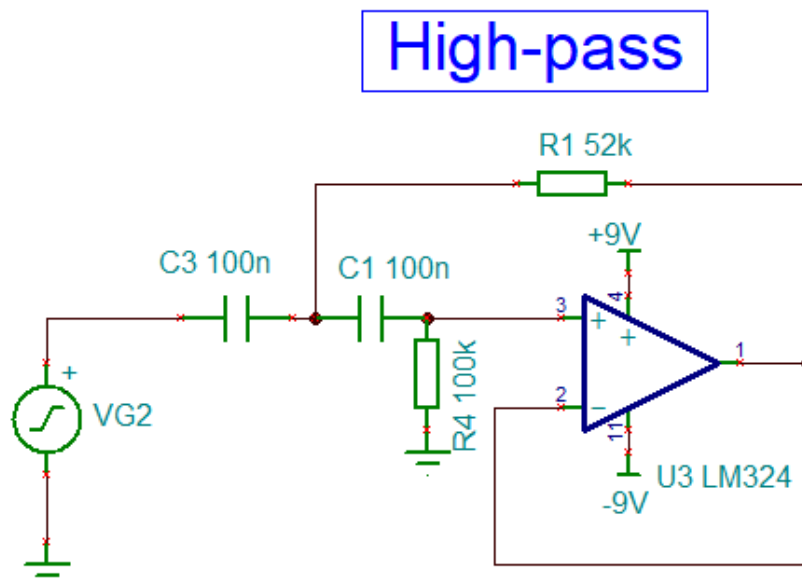 High-pass
R1 52k
+9V
C3 100n
C1 100n
4
3
+
+
1
+
VG2
R4 100k
2
−
11
U3 LM324
-9V